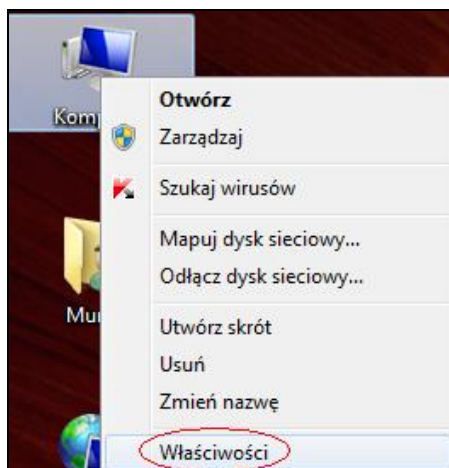 Otwórz
Zarządzaj
Szukaj wirusów
Mapuj dysk sieciowy...
Odłącz dysk sieciowy...
Utwórz skrót
Usuń
Zmień nazwę
Właściwości